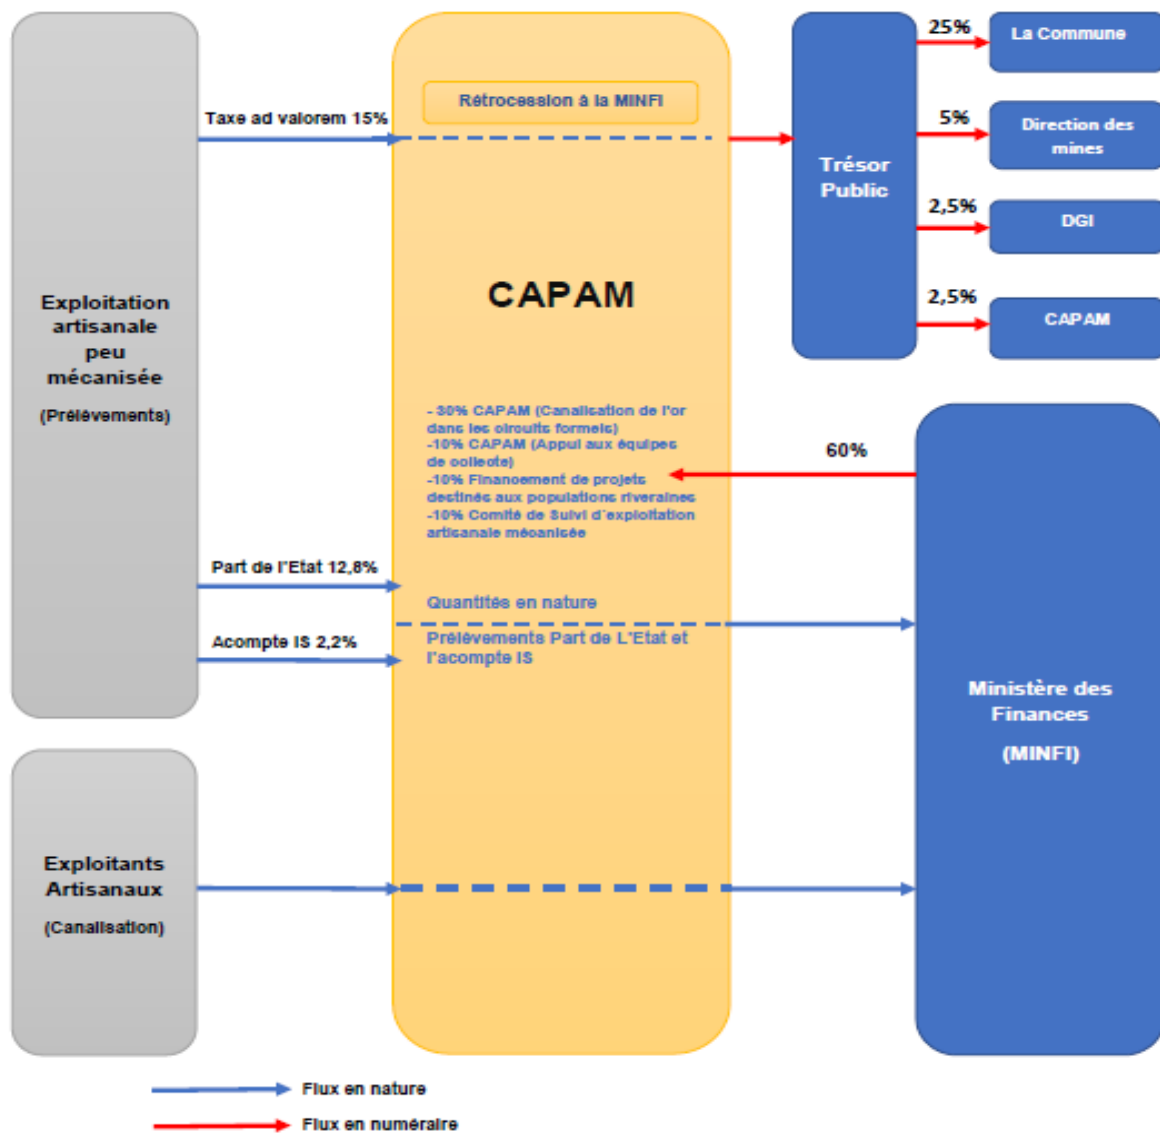 Exploitation
artisanale
peu
mécanisée
(Prélèvements)
Exploitants
Artisanaux
(Canalisation)
Taxe ad valorem 15%
Part de l'Etat 12,8%
Acompte IS 2,2%
Rétrocession à la MINFI
CAPAM
- 30% CAPAM (Canalisation de l'or
dans les circuits formels)
-10% CAPAM (Appui aux équipes
de collecte)
-10% Financement de projets
destinés aux populations riveraines
-10% Comité de Suivi d'exploitation
artisanale mécanisée
Quantités en nature
Prélèvements Part de L'Etat et
l'acompte IS
Trésor
Public
25%
La Commune
5%
Direction des
mines
2,5%
DGI
2,5%
CAPAM
60%
Ministère des
Finances
(MINFI)
Flux en nature
Flux en numéraire